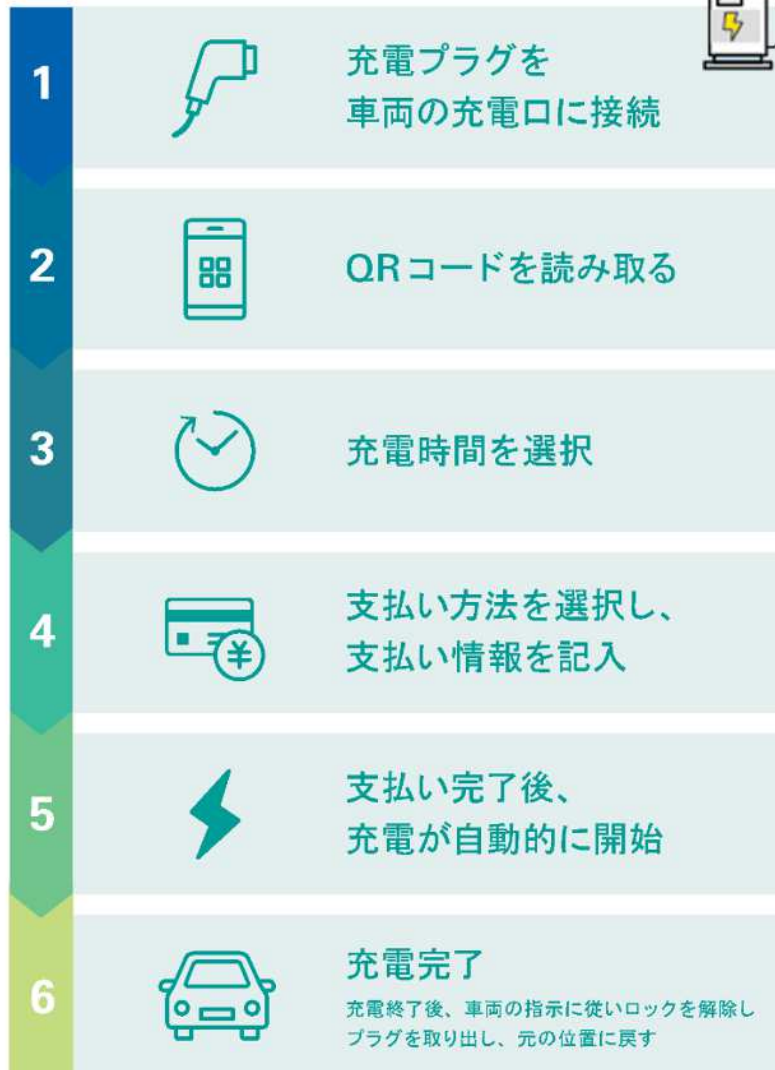 1
充電プラグを
車両の充電口に接続
2
QRコードを読み取る
3
充電時間を選択
4
支払い方法を選択し、
支払い情報を記入
¥
5
支払い完了後、
充電が自動的に開始
6
充電完了
充電終了後、車両の指示に従いロックを解除し
プラグを取り出し、元の位置に戻す